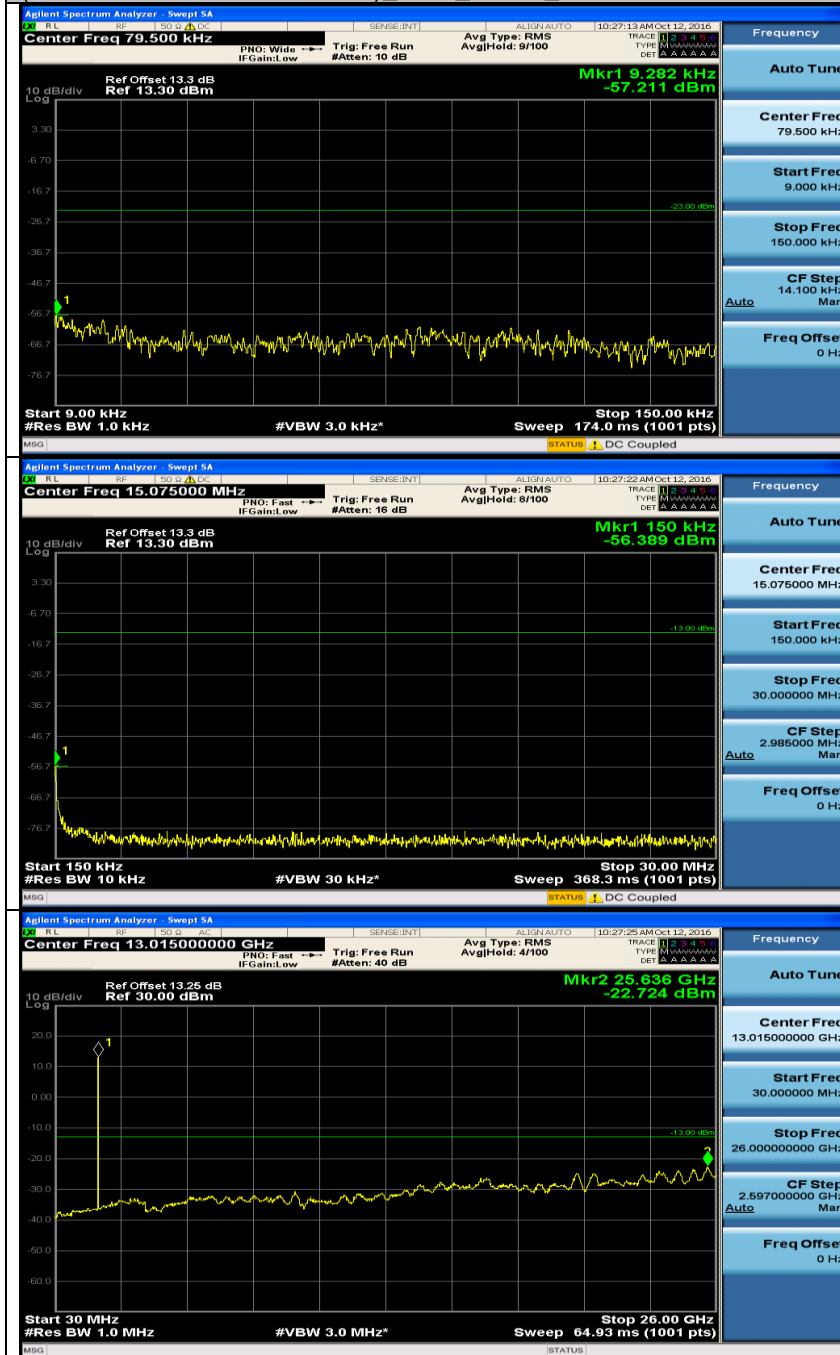 Agilent Spectrum Analyzer - Swept SA
LXI RL RF 50 Ω DC SENSE:INT ALIGN AUTO 10:27:13 AM Oct 12, 2016
Center Freq 79.500 kHz
PNO: Wide
IFGain:Low
Trig: Free Run
#Atten: 10 dB
Avg Type: RMS
Avg|Hold: 9/100
TRACE 1 2 3 4 5 6
TYPE M W W W W W
DET A A A A A A
Frequency
Auto Tune
Center Freq
79.500 kHz
Start Freq
9.000 kHz
Stop Freq
150.000 kHz
CF Step
14.100 kHz
Auto Man
Freq Offset
0 Hz
Ref Offset 13.3 dB
10 dB/div Ref 13.30 dBm
Log
Mkr1 9.282 kHz
-57.211 dBm
3.30
-6.70
-16.7
-23.00 dBm
-26.7
-36.7
-46.7
1
-56.7
-66.7
-76.7
Start 9.00 kHz Stop 150.00 kHz
#Res BW 1.0 kHz #VBW 3.0 kHz* Sweep 174.0 ms (1001 pts)
MSG STATUS DC Coupled
Agilent Spectrum Analyzer - Swept SA
LXI RL RF 50 Ω DC SENSE:INT ALIGN AUTO 10:27:22 AM Oct 12, 2016
Center Freq 15.075000 MHz
PNO: Fast
IFGain:Low
Trig: Free Run
#Atten: 16 dB
Avg Type: RMS
Avg|Hold: 8/100
TRACE 1 2 3 4 5 6
TYPE M W W W W W
DET A A A A A A
Frequency
Auto Tune
Center Freq
15.075000 MHz
Start Freq
150.000 kHz
Stop Freq
30.000000 MHz
CF Step
2.985000 MHz
Auto Man
Freq Offset
0 Hz
Ref Offset 13.3 dB
10 dB/div Ref 13.30 dBm
Log
Mkr1 150 kHz
-56.389 dBm
3.30
-6.70
-13.00 dBm
-16.7
-26.7
-36.7
-46.7
1
-56.7
-66.7
-76.7
Start 150 kHz Stop 30.00 MHz
#Res BW 10 kHz #VBW 30 kHz* Sweep 368.3 ms (1001 pts)
MSG STATUS DC Coupled
Agilent Spectrum Analyzer - Swept SA
LXI RL RF 50 Ω AC SENSE:INT ALIGN AUTO 10:27:25 AM Oct 12, 2016
Center Freq 13.015000000 GHz
PNO: Fast
IFGain:Low
Trig: Free Run
#Atten: 40 dB
Avg Type: RMS
Avg|Hold: 4/100
TRACE 1 2 3 4 5 6
TYPE M W W W W W
DET A A A A A A
Frequency
Auto Tune
Center Freq
13.015000000 GHz
Start Freq
30.000000 MHz
Stop Freq
26.000000000 GHz
CF Step
2.597000000 GHz
Auto Man
Freq Offset
0 Hz
Ref Offset 13.25 dB
10 dB/div Ref 30.00 dBm
Log
Mkr2 25.636 GHz
-22.724 dBm
20.0
1
10.0
0.00
-10.0
-13.00 dBm
2
-20.0
-30.0
-40.0
-50.0
-60.0
Start 30 MHz Stop 26.00 GHz
#Res BW 1.0 MHz #VBW 3.0 MHz* Sweep 64.93 ms (1001 pts)
MSG STATUS